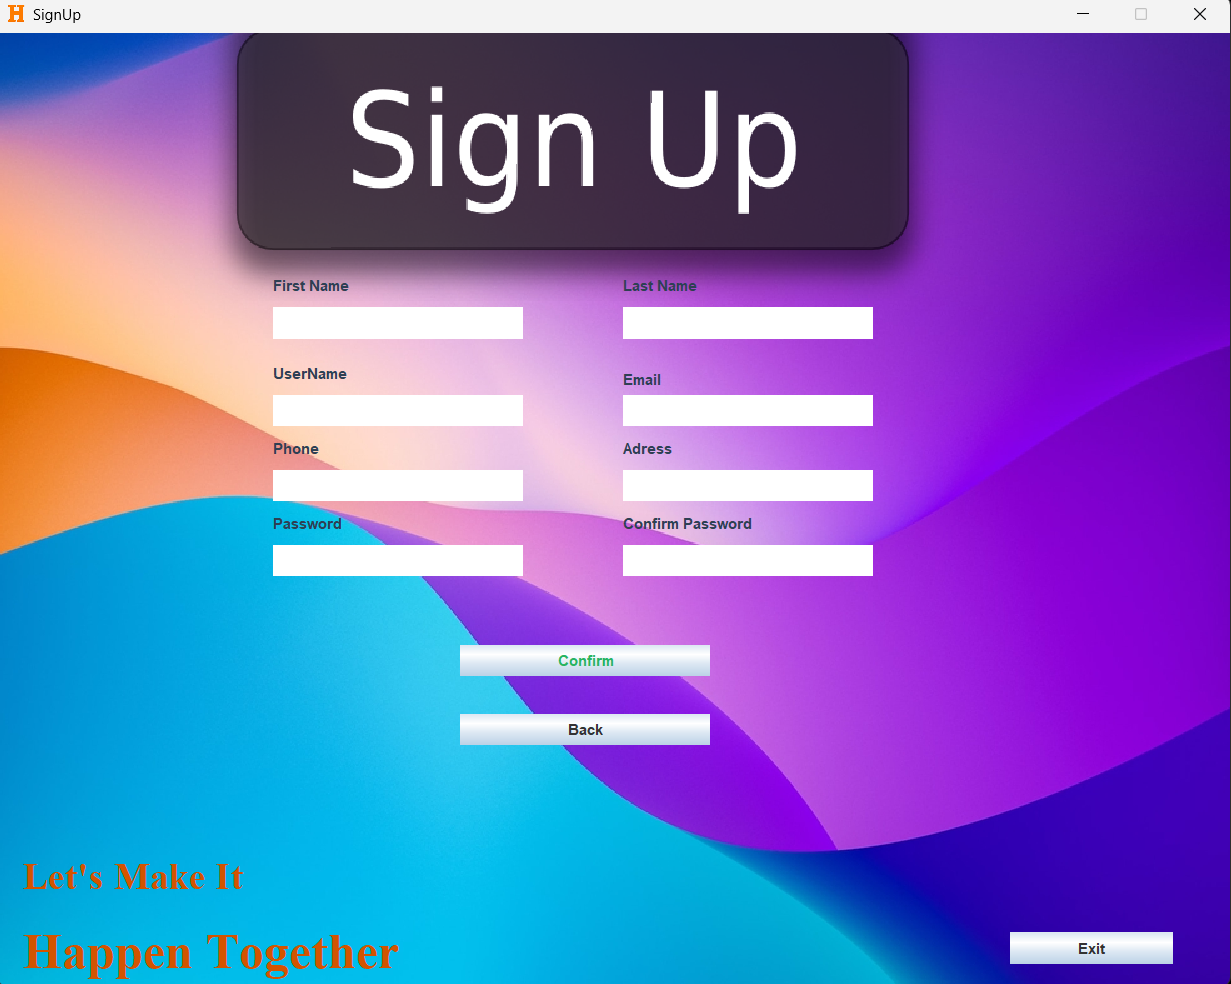 H SignUp
Sign Up
First Name Last Name
UserName Email
Phone Adress
Password Confirm Password
Confirm
Back
Let's Make It
Happen Together
Exit